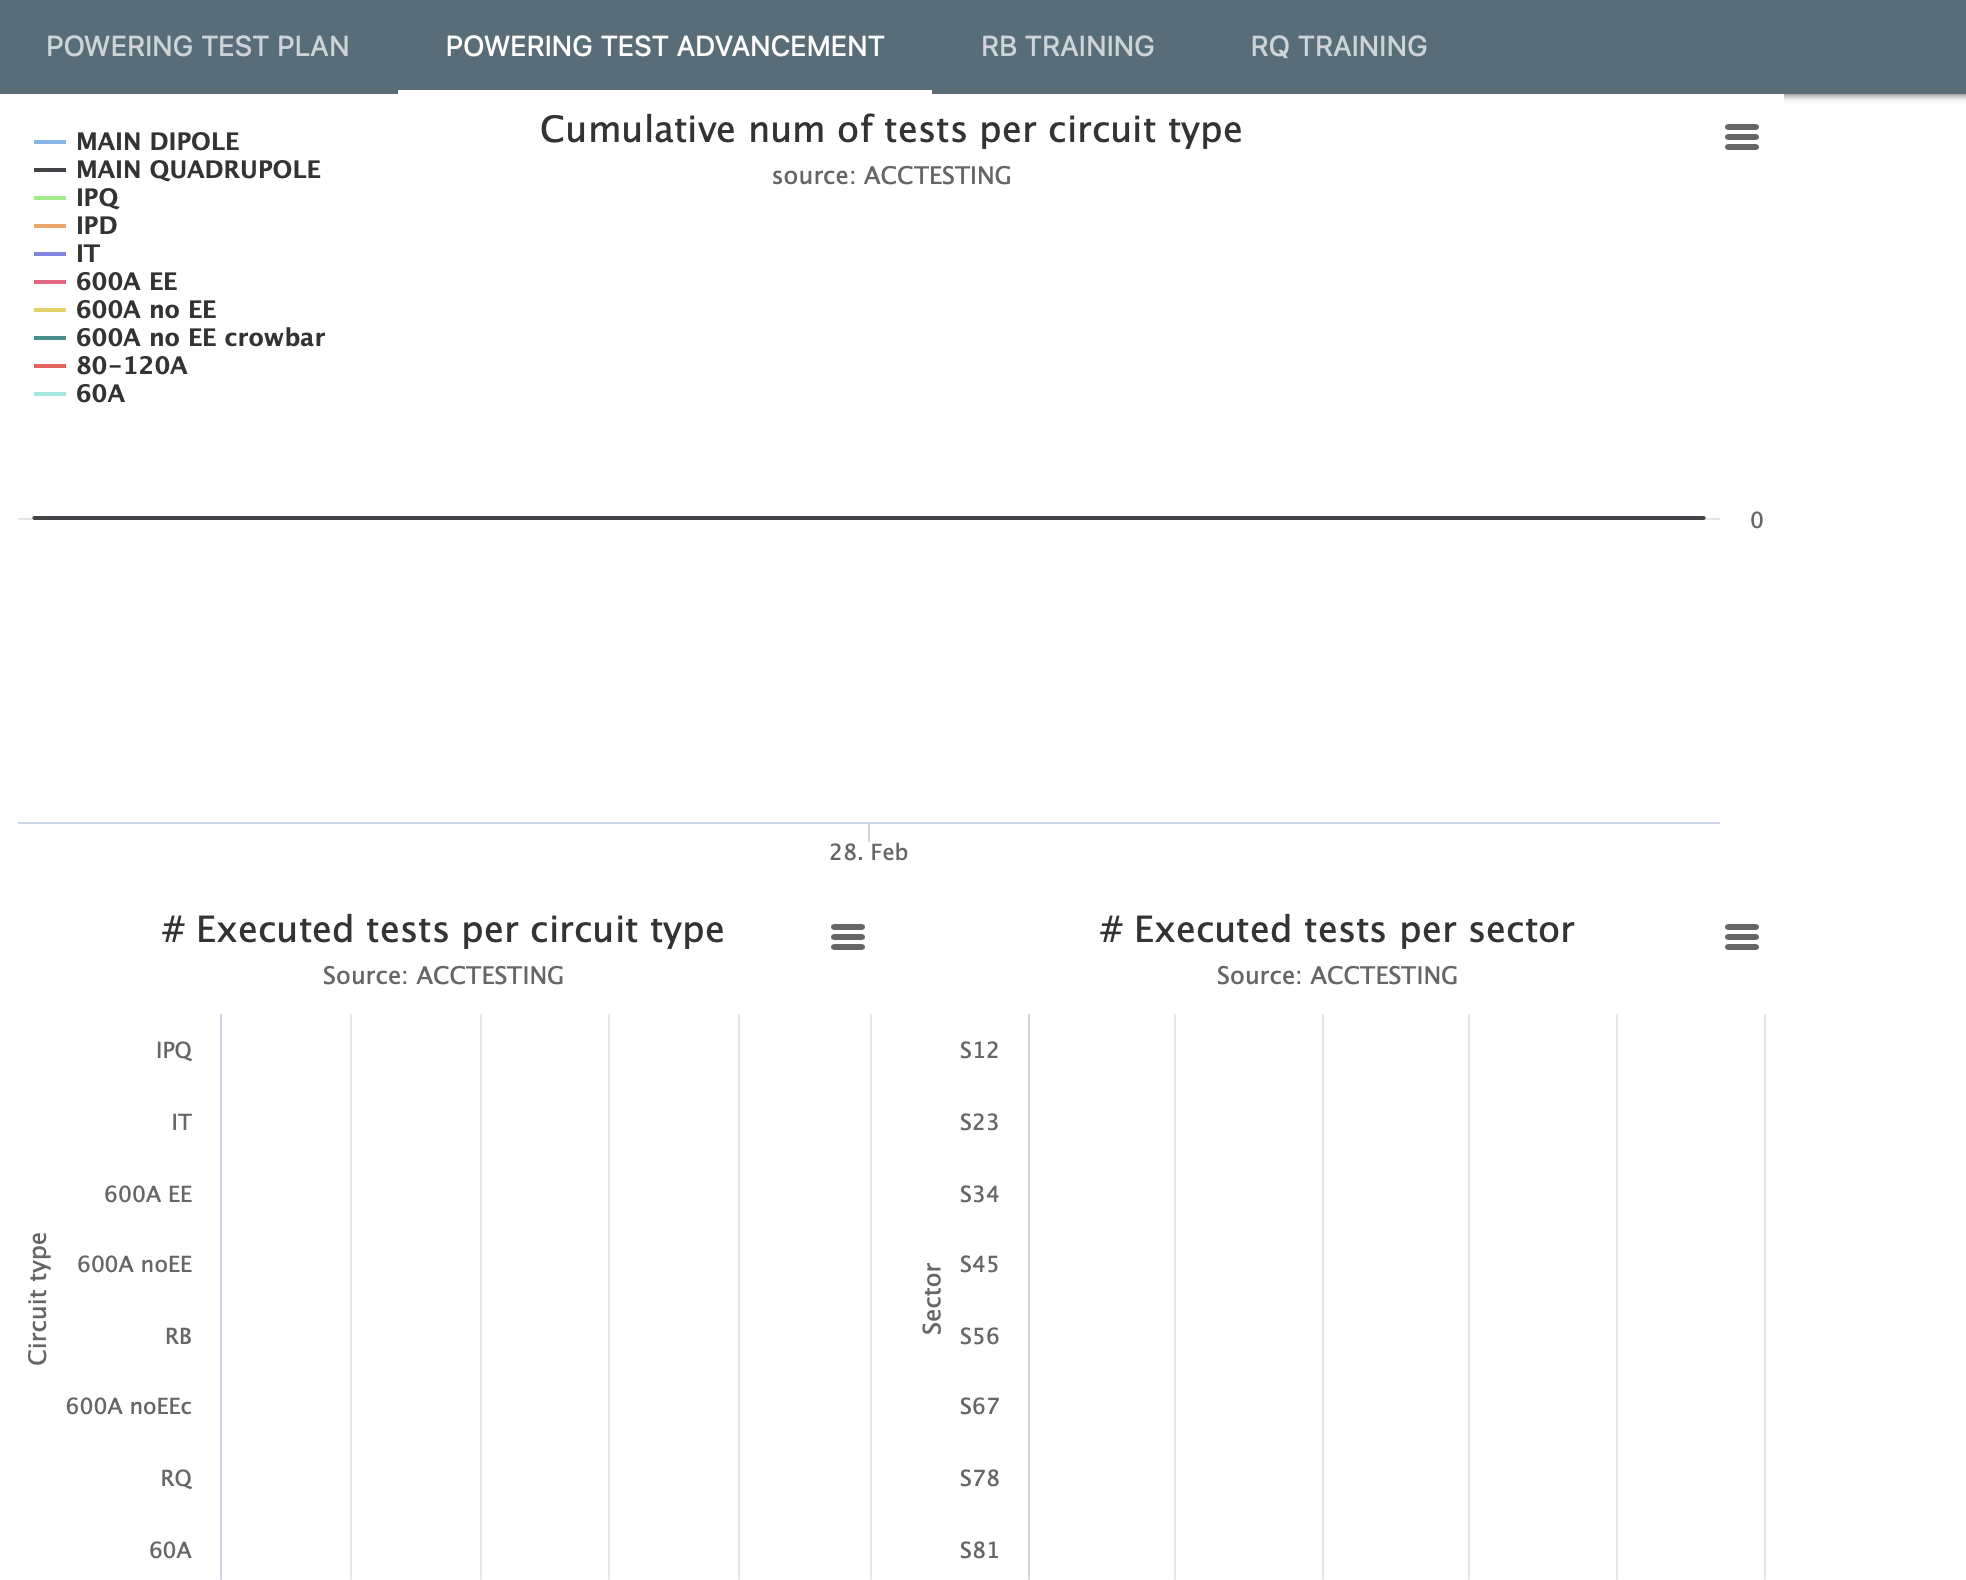 POWERING TEST PLAN POWERING TEST ADVANCEMENT RB TRAINING RQ TRAINING
Cumulative num of tests per circuit type
source: ACCTESTING
MAIN DIPOLE
MAIN QUADRUPOLE
IPQ
IPD
IT
600A EE
600A no EE
600A no EE crowbar
80-120A
60A
0
28. Feb
# Executed tests per circuit type
Source: ACCTESTING
Circuit type
IPQ
IT
600A EE
600A noEE
RB
600A noEEc
RQ
60A
# Executed tests per sector
Source: ACCTESTING
Sector
S12
S23
S34
S45
S56
S67
S78
S81